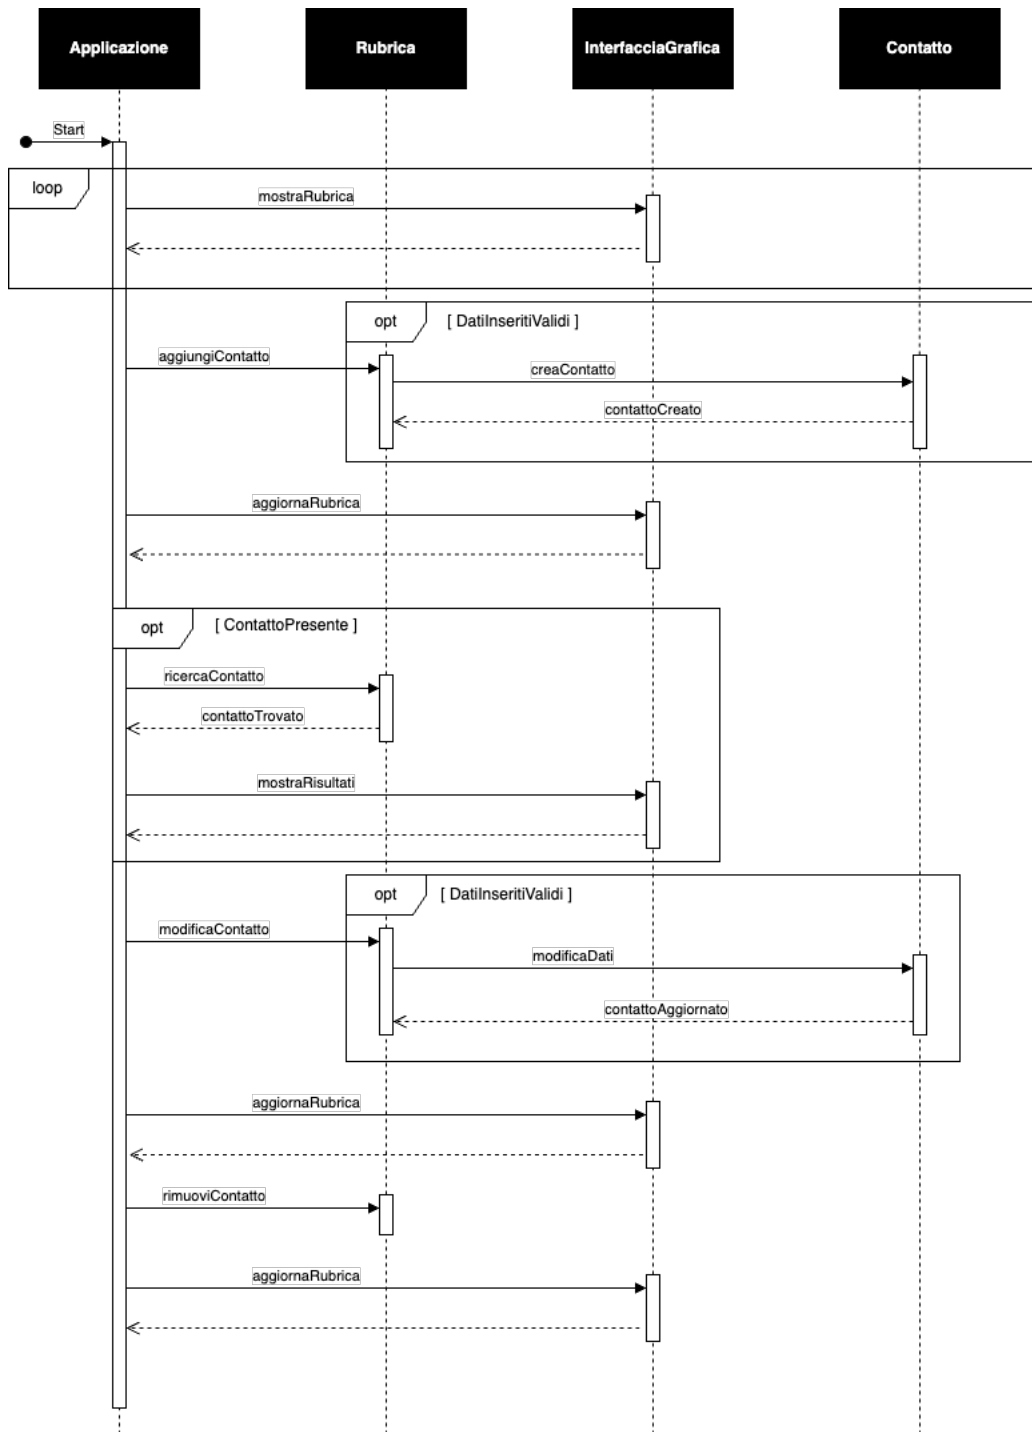 Applicazione
Rubrica
InterfacciaGrafica
Contatto
Start
loop
mostraRubrica
opt
[ DatiInseritiValidi ]
aggiungiContatto
creaContatto
contattoCreato
aggiornaRubrica
opt
[ ContattoPresente ]
ricercaContatto
contattoTrovato
mostraRisultati
opt
[ DatiInseritiValidi ]
modificaContatto
modificaDati
contattoAggiornato
aggiornaRubrica
rimuoviContatto
aggiornaRubrica